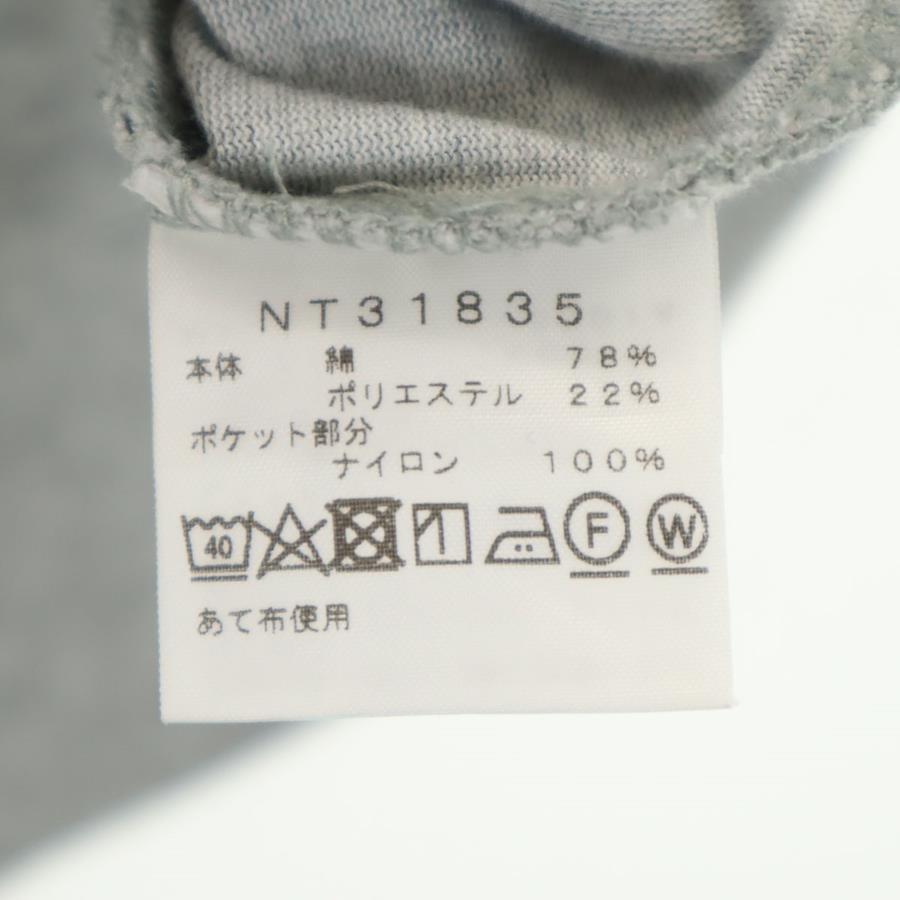 NT31835
本体 綿 78%
ポリエステル 22%
ポケット部分
ナイロン 100%
40 F W
あて布使用